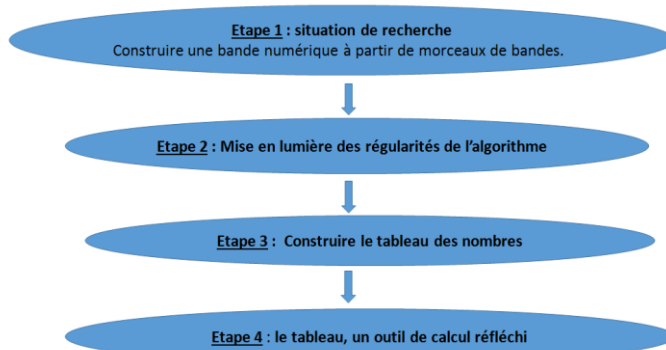 Etape 1 : situation de recherche
Construire une bande numérique à partir de morceaux de bandes.
Etape 2 : Mise en lumière des régularités de l'algorithme
Etape 3 : Construire le tableau des nombres
Etape 4 : le tableau, un outil de calcul réfléchi